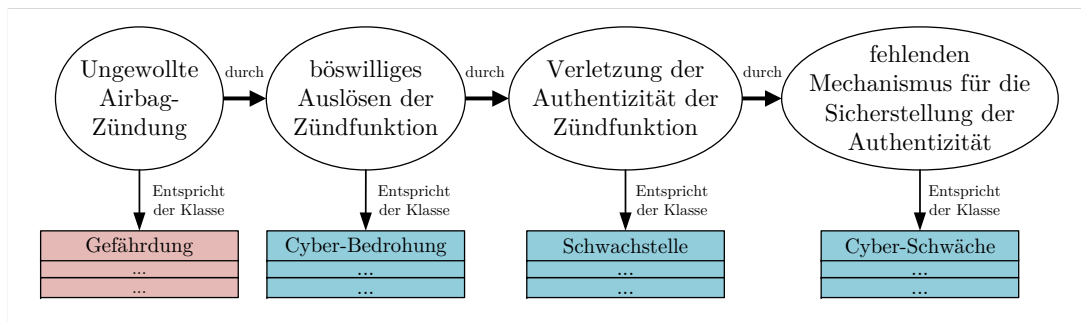 Ungewollte
Airbag-
Zündung
durch
böswilliges
Auslösen der
Zündfunktion
durch
Verletzung der
Authentizität der
Zündfunktion
durch
fehlenden
Mechanismus für die
Sicherstellung der
Authentizität
Entspricht
der Klasse
Entspricht
der Klasse
Entspricht
der Klasse
Entspricht
der Klasse
Gefährdung
...
...
Cyber-Bedrohung
...
...
Schwachstelle
...
...
Cyber-Schwäche
...
...